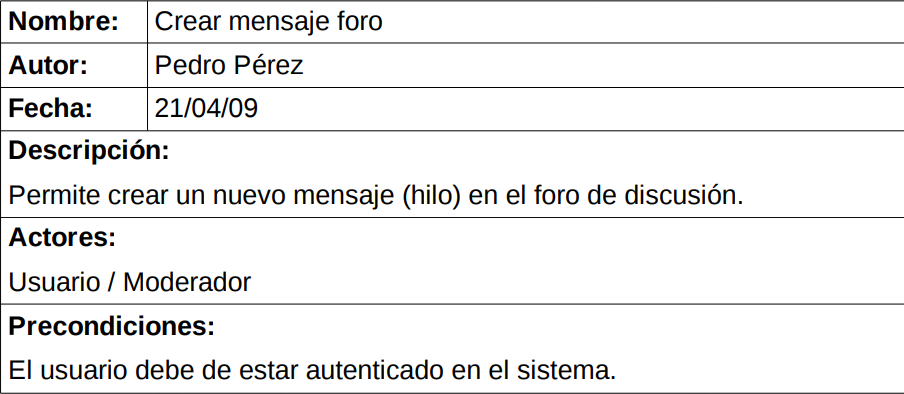 Nombre: Crear mensaje foro
Autor: Pedro Pérez
Fecha: 21/04/09
Descripción:
Permite crear un nuevo mensaje (hilo) en el foro de discusión.
Actores:
Usuario / Moderador
Precondiciones:
El usuario debe de estar autenticado en el sistema.